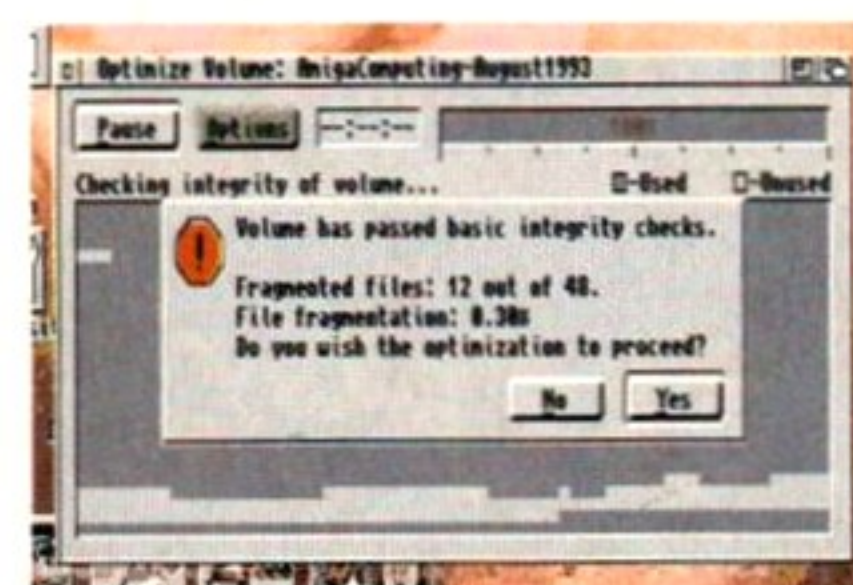 Optimize Volume: AmigaComputing-August1993
Pause Options --:--:--
Checking integrity of volume... -Used -Unused
Volume has passed basic integrity checks.
Fragmented files: 12 out of 48.
File fragmentation: 0.30%
Do you wish the optimization to proceed?
No Yes